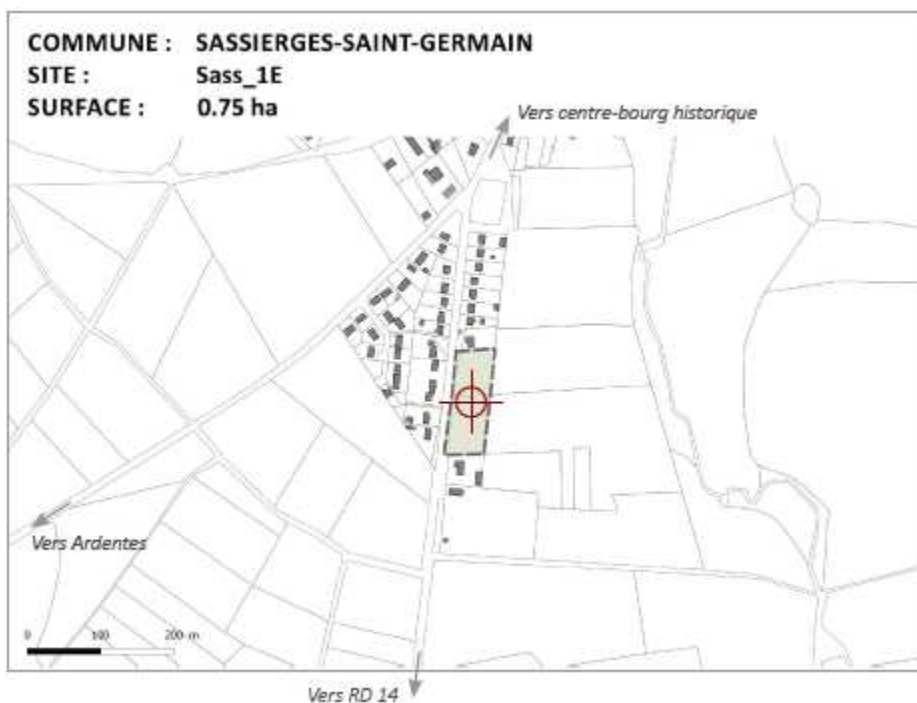 COMMUNE : SASSIERGES-SAINT-GERMAIN
SITE : Sass_1E
SURFACE : 0.75 ha
Vers centre-bourg historique
Vers Ardentes
0 100 200 m
Vers RD 14